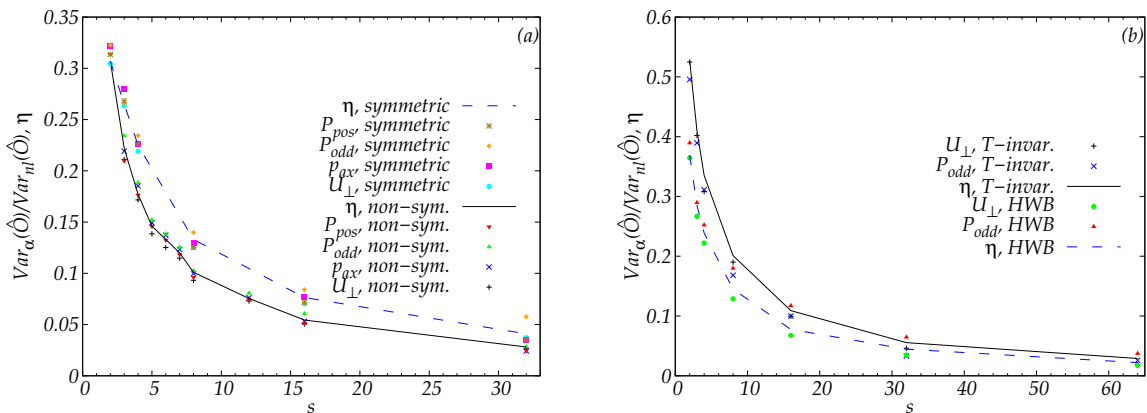 (a)
0.35
0.3
0.25
0.2
0.15
0.1
0.05
0
Var_α(Ô)/Var_nl(Ô), η
η, symmetric
P_pos, symmetric
P_odd, symmetric
p_ax, symmetric
U_⊥, symmetric
η, non−sym.
P_pos, non−sym.
P_odd, non−sym.
p_ax, non−sym.
U_⊥, non−sym.
0 5 10 15 20 25 30
s
(b)
0.6
0.5
0.4
0.3
0.2
0.1
0
Var_α(Ô)/Var_nl(Ô), η
U_⊥, T−invar.
P_odd, T−invar.
η, T−invar.
U_⊥, HWB
P_odd, HWB
η, HWB
0 10 20 30 40 50 60
s